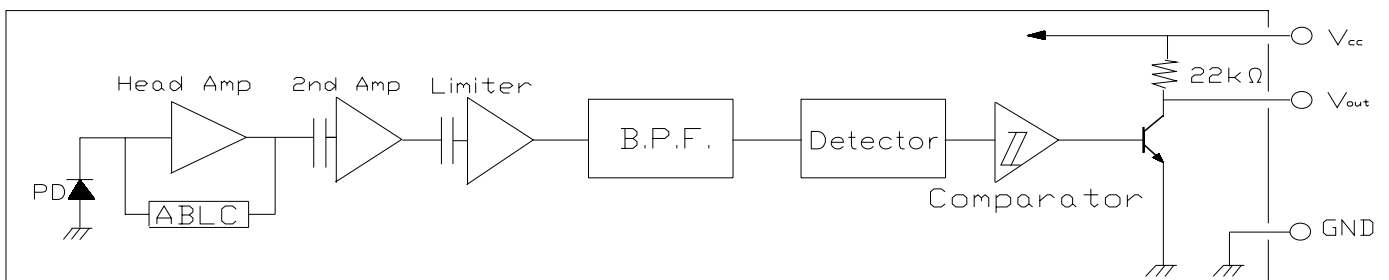 Head Amp
2nd Amp
Limiter
B.P.F.
Detector
Comparator
PD
ABLC
22kΩ
Vcc
Vout
GND